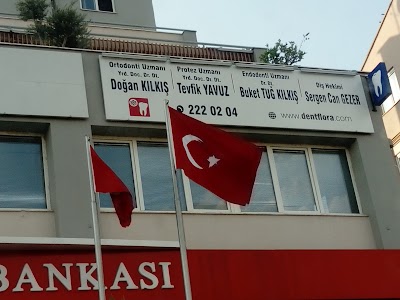 Ortodonti Uzmanı
Yrd. Doç. Dr. Dt.
Doğan KILKIŞ
Protez Uzmanı
Yrd. Doç. Dr. Dt.
Tevfik YAVUZ
Endodonti Uzmanı
Dr. Dt.
Buket TUĞ KILKIŞ
Diş Hekimi
Sergen Can GEZER
222 02 04
www.dentflora.com
BANKASI